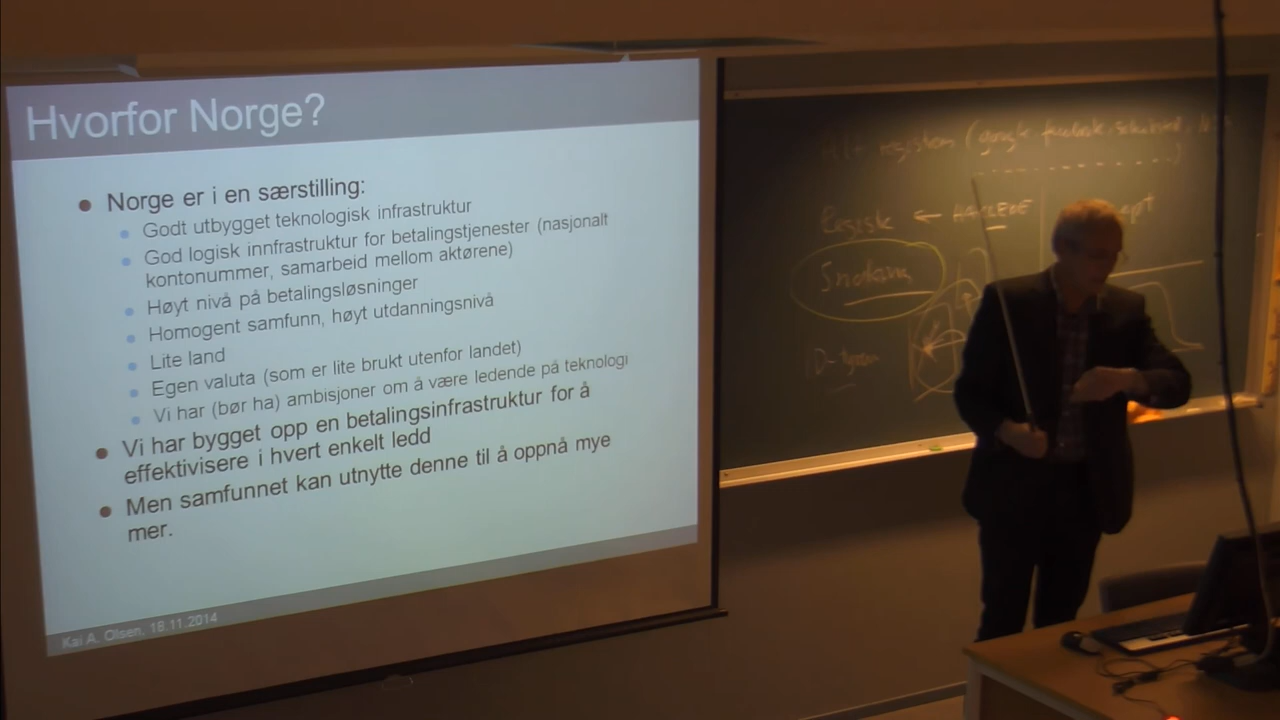 Hvorfor Norge?
Norge er i en særstilling:
Godt utbygget teknologisk infrastruktur
God logisk innfrastruktur for betalingstjenester (nasjonalt
kontonummer, samarbeid mellom aktørene)
Høyt nivå på betalingsløsninger
Homogent samfunn, høyt utdanningsnivå
Lite land
Egen valuta (som er lite brukt utenfor landet)
Vi har (bør ha) ambisjoner om å være ledende på teknologi
Vi har bygget opp en betalingsinfrastruktur for å
effektivisere i hvert enkelt ledd
Men samfunnet kan utnytte denne til å oppnå mye
mer.
Kai A. Olsen, 18.11.2014